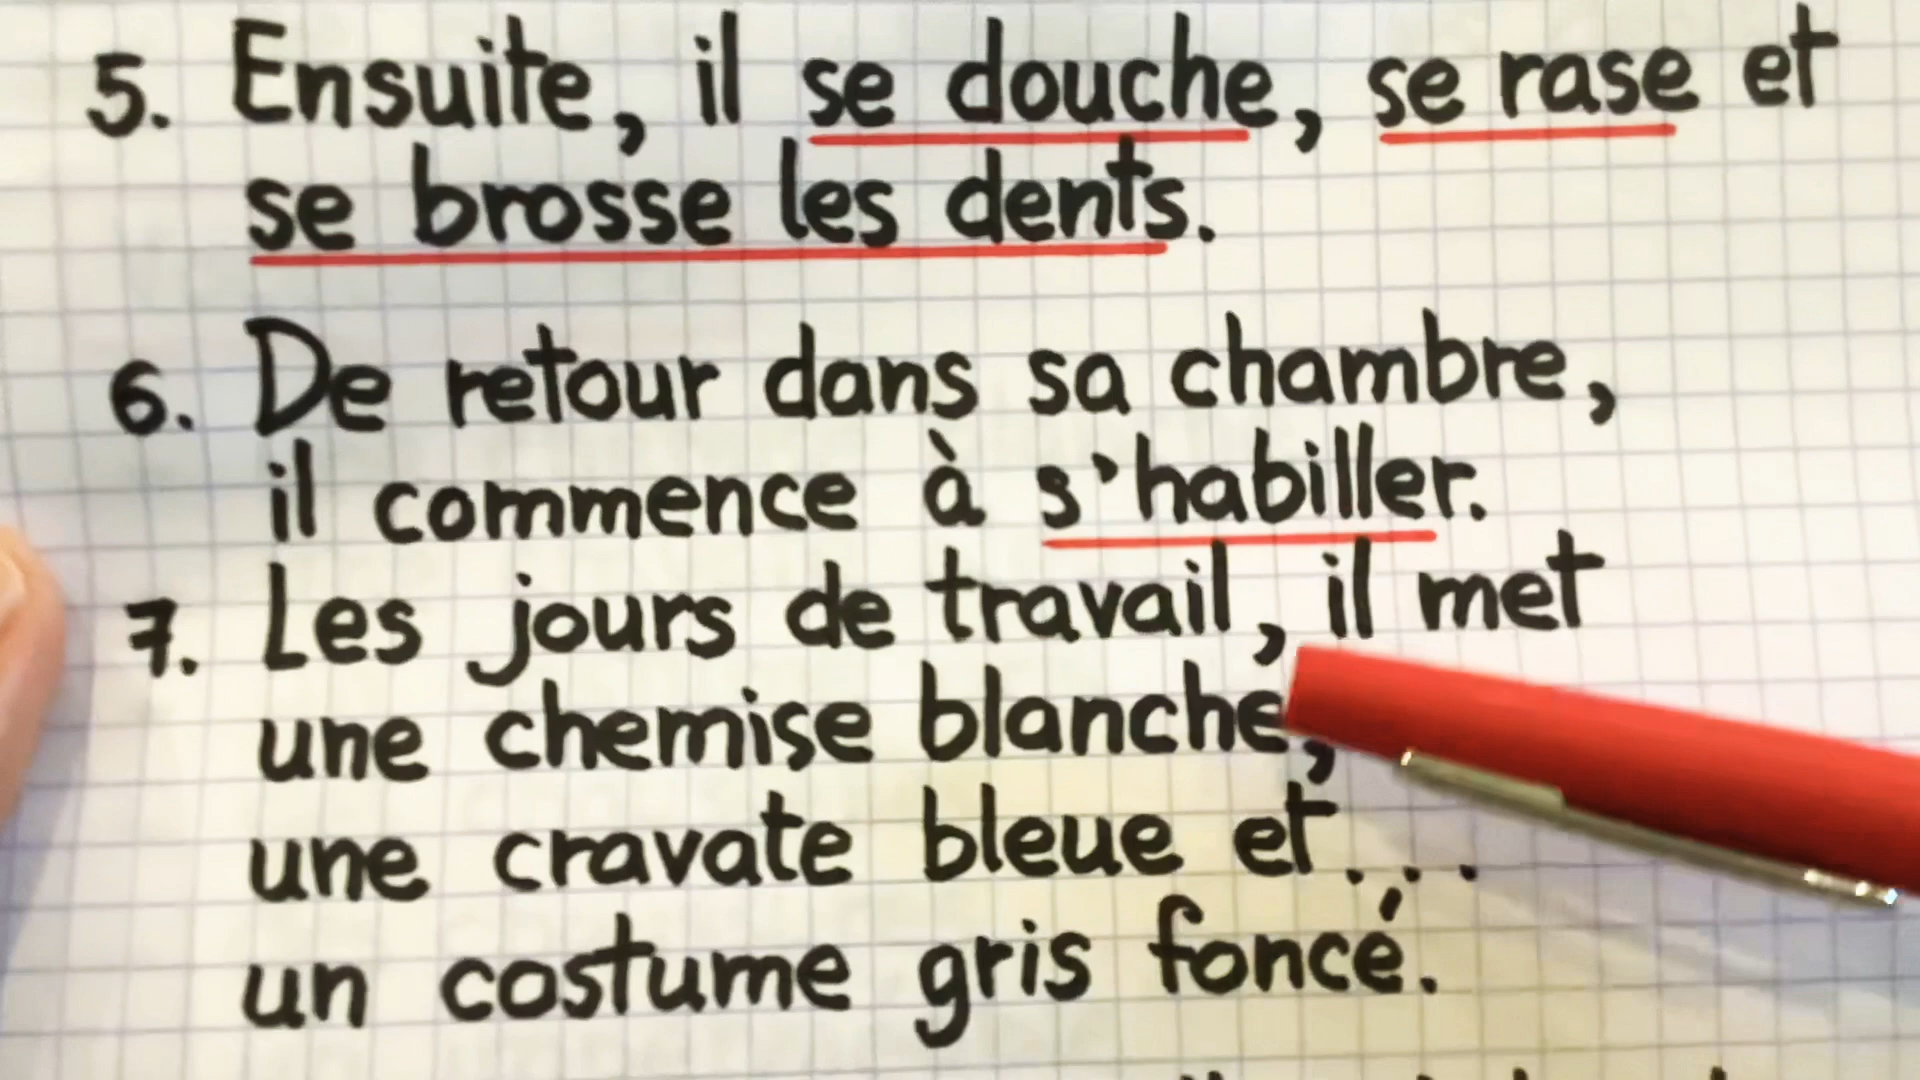 5. Ensuite, il se douche, se rase et
se brosse les dents.
6. De retour dans sa chambre,
il commence à s'habiller.
7. Les jours de travail, il met
une chemise blanche,
une cravate bleue et...
un costume gris foncé.